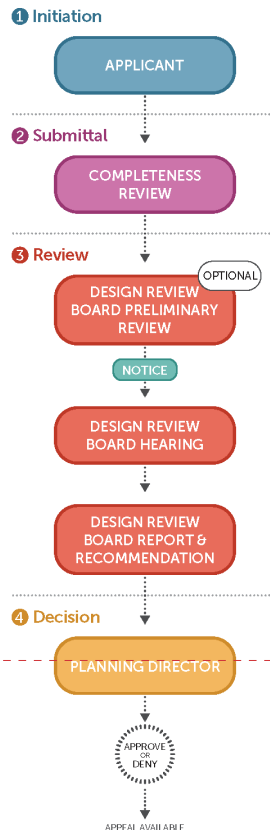 1 Initiation
APPLICANT
2 Submittal
COMPLETENESS
REVIEW
3 Review
OPTIONAL
DESIGN REVIEW
BOARD PRELIMINARY
REVIEW
NOTICE
DESIGN REVIEW
BOARD HEARING
DESIGN REVIEW
BOARD REPORT &
RECOMMENDATION
4 Decision
PLANNING DIRECTOR
APPROVE
OR
DENY
APPEAL AVAILABLE